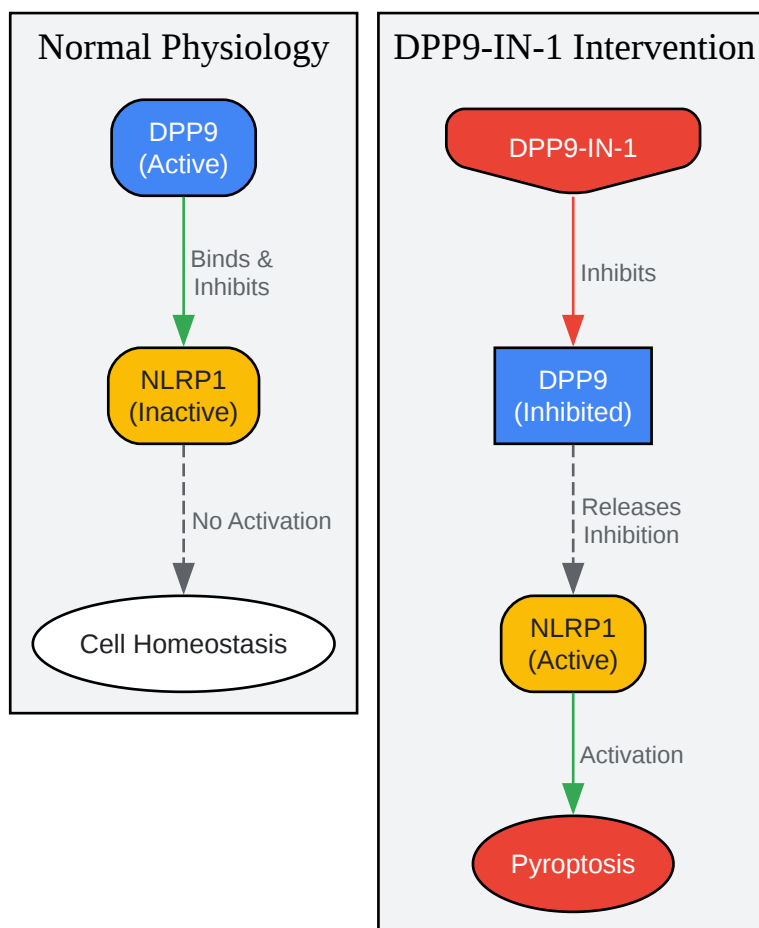 Normal Physiology
DPP9
(Active)
Binds &
Inhibits
NLRP1
(Inactive)
No Activation
Cell Homeostasis
DPP9-IN-1 Intervention
DPP9-IN-1
Inhibits
DPP9
(Inhibited)
Releases
Inhibition
NLRP1
(Active)
Activation
Pyroptosis